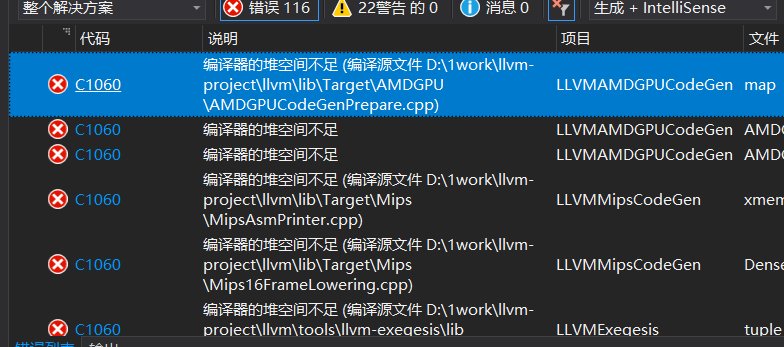 整个解决方案 错误 116 22警告 的 0 消息 0 生成 + IntelliSense
代码 说明 项目 文件
编译器的堆空间不足 (编译源文件 D:\1work\llvm-
C1060 project\llvm\lib\Target\AMDGPU LLVMAMDGPUCodeGen map
\AMDGPUCodeGenPrepare.cpp)
C1060 编译器的堆空间不足 LLVMAMDGPUCodeGen AMDG
C1060 编译器的堆空间不足 LLVMAMDGPUCodeGen AMDG
编译器的堆空间不足 (编译源文件 D:\1work\llvm-
C1060 project\llvm\lib\Target\Mips LLVMMipsCodeGen xmem
\MipsAsmPrinter.cpp)
编译器的堆空间不足 (编译源文件 D:\1work\llvm-
C1060 project\llvm\lib\Target\Mips LLVMMipsCodeGen Dense
\Mips16FrameLowering.cpp)
编译器的堆空间不足 (编译源文件 D:\1work\llvm-
C1060 project\llvm\tools\llvm-exegesis\lib LLVMExegesis tuple
错误列表 输出